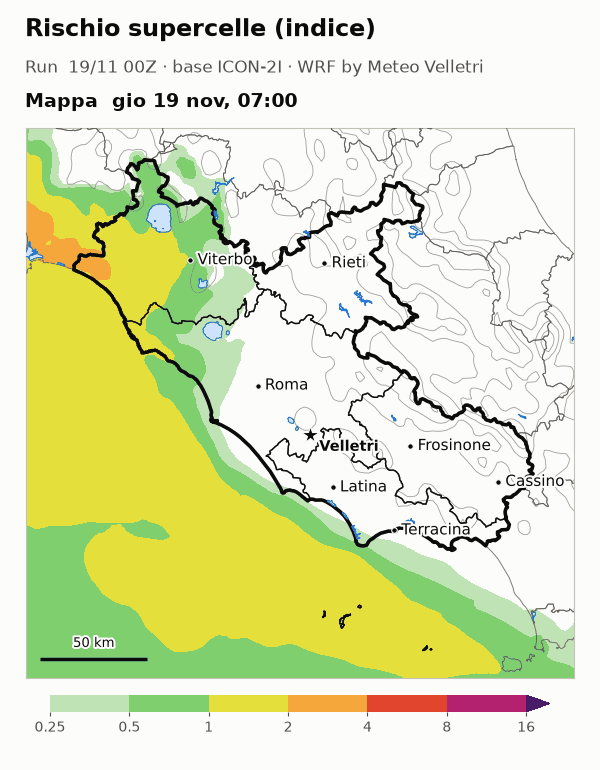 Rischio supercelle (indice)
Run 19/11 00Z · base ICON-2I · WRF by Meteo Velletri
Mappa gio 19 nov, 07:00
Viterbo
Rieti
Roma
Velletri
Frosinone
Cassino
Latina
Terracina
50 km
0.25 0.5 1 2 4 8 16